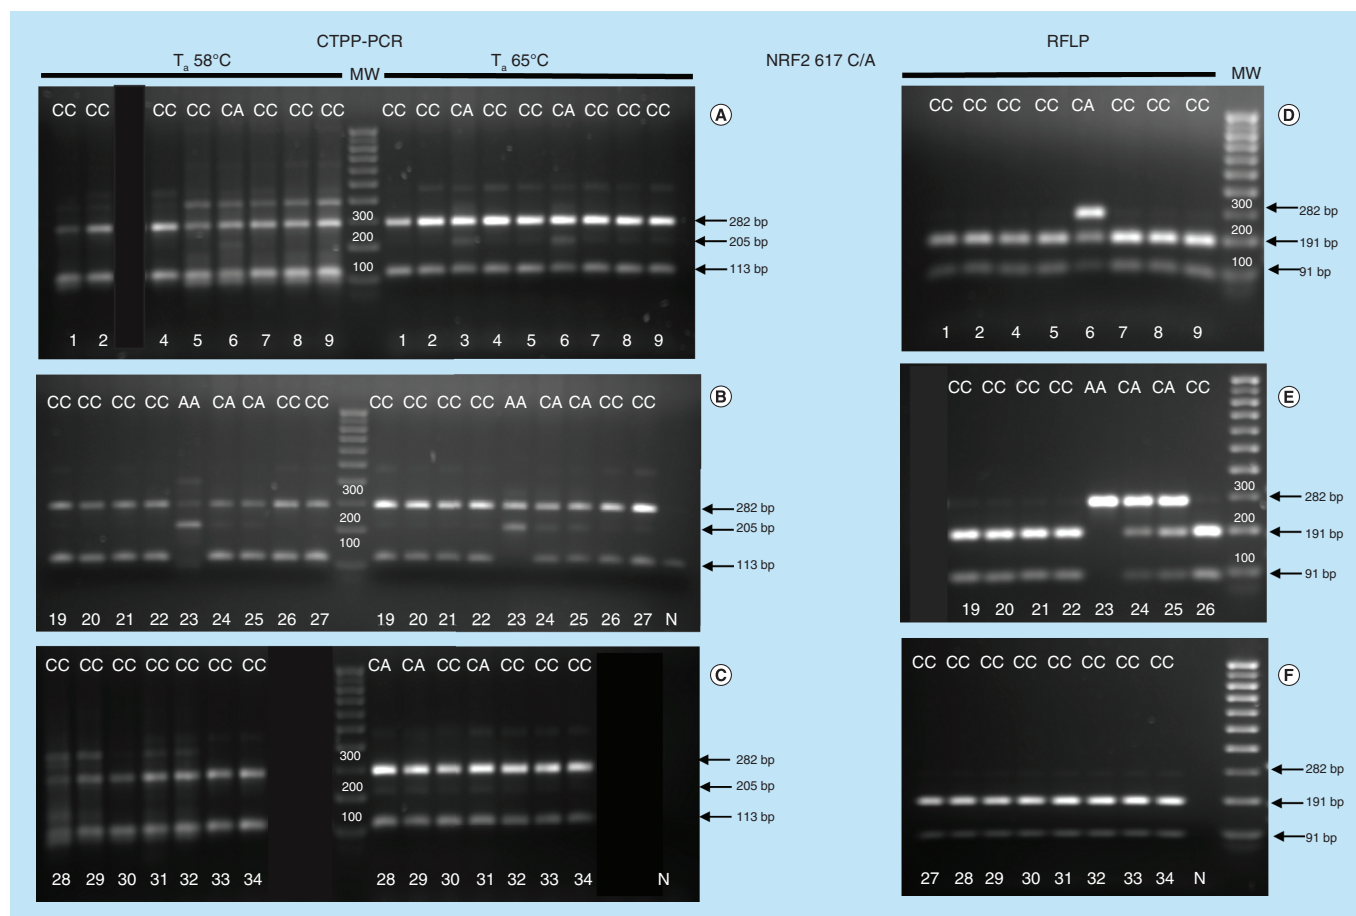 CTPP-PCR
RFLP
Ta 58°C
MW
Ta 65°C
NRF2 617 C/A
MW
CC CC CC CC CA CC CC CC
CC CC CA CC CC CA CC CC CC
A
300
200
100
282 bp
205 bp
113 bp
1 2 4 5 6 7 8 9
1 2 3 4 5 6 7 8 9
CC CC CC CC CA CC CC CC
D
300
200
100
282 bp
191 bp
91 bp
1 2 4 5 6 7 8 9
CC CC CC CC AA CA CA CC CC
CC CC CC CC AA CA CA CC CC
B
300
200
100
282 bp
205 bp
113 bp
19 20 21 22 23 24 25 26 27
19 20 21 22 23 24 25 26 27 N
CC CC CC CC AA CA CA CC
E
300
200
100
282 bp
191 bp
91 bp
19 20 21 22 23 24 25 26
CC CC CC CC CC CC CC
CA CA CC CA CC CC CC
C
300
200
100
282 bp
205 bp
113 bp
28 29 30 31 32 33 34
28 29 30 31 32 33 34 N
CC CC CC CC CC CC CC CC
F
282 bp
191 bp
91 bp
27 28 29 30 31 32 33 34 N